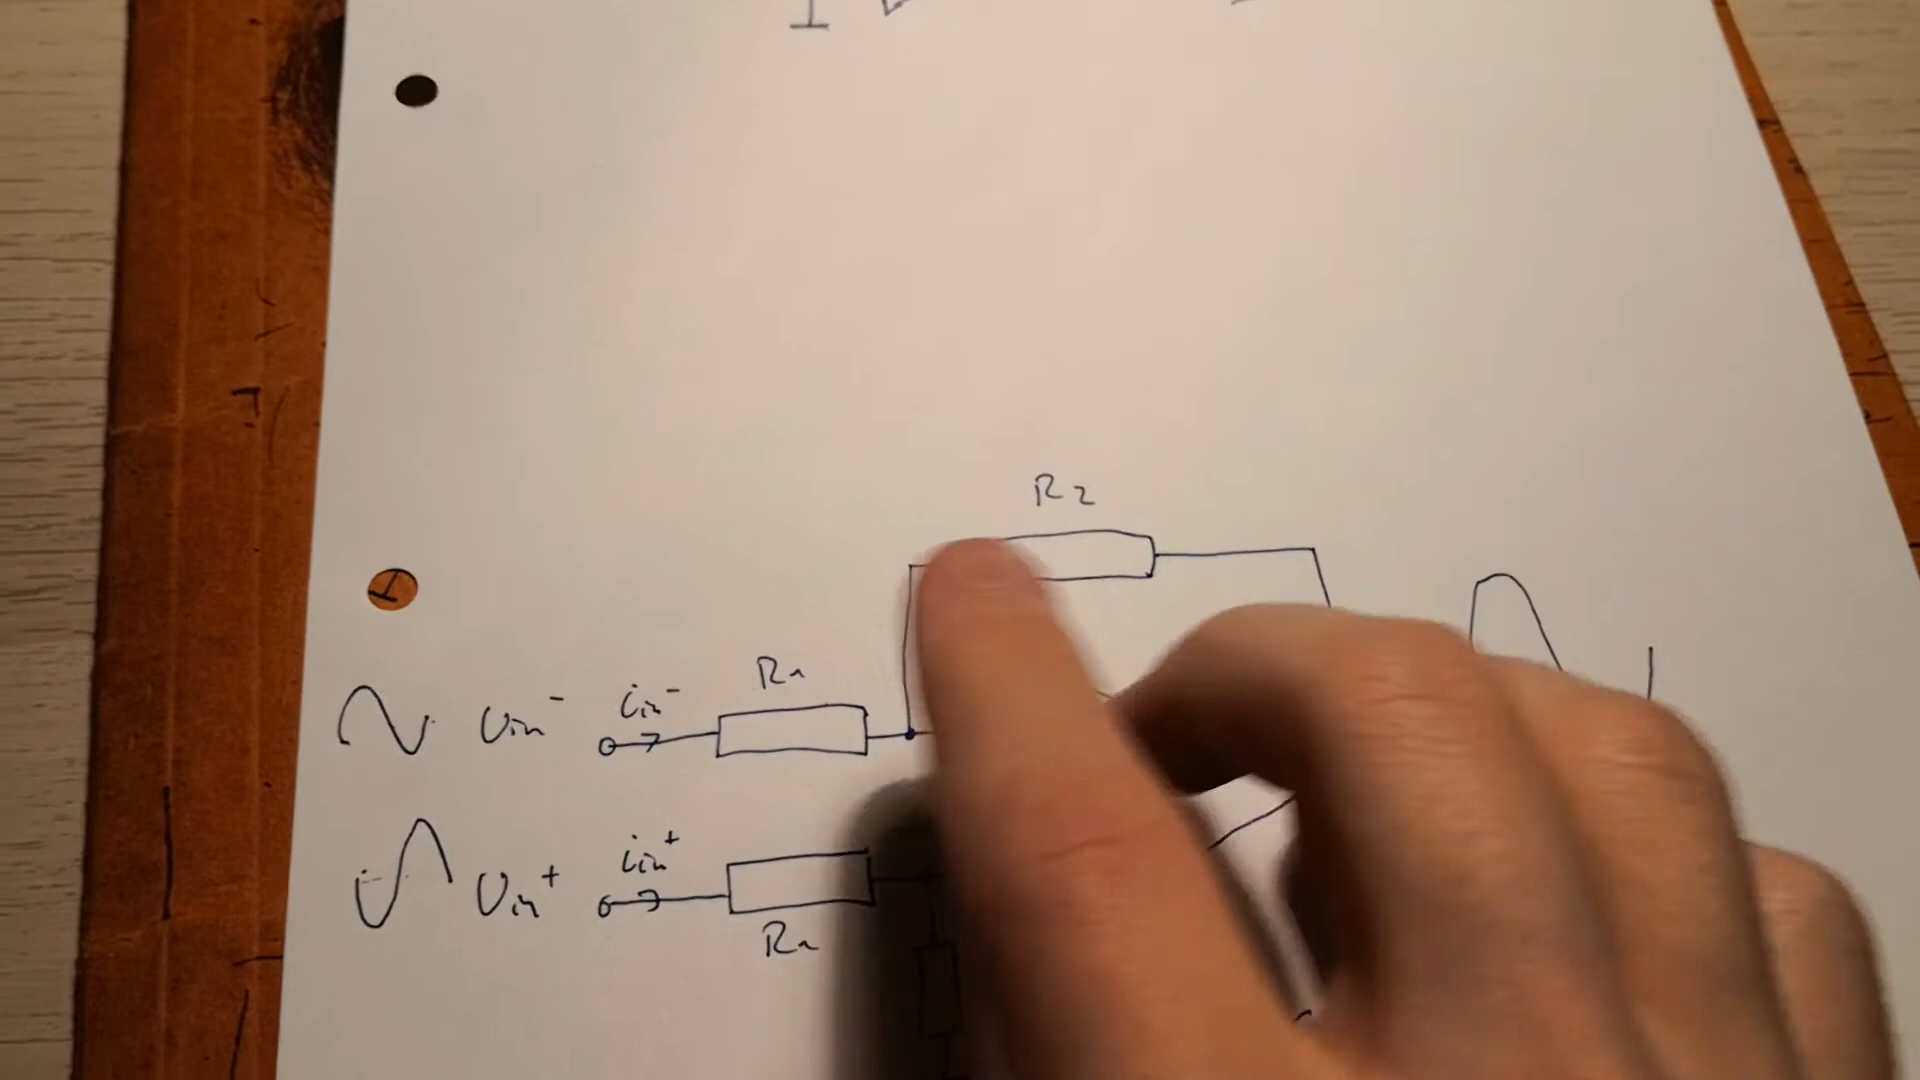 R2
R1
Uin-
iin-
Uin+
iin+
R1